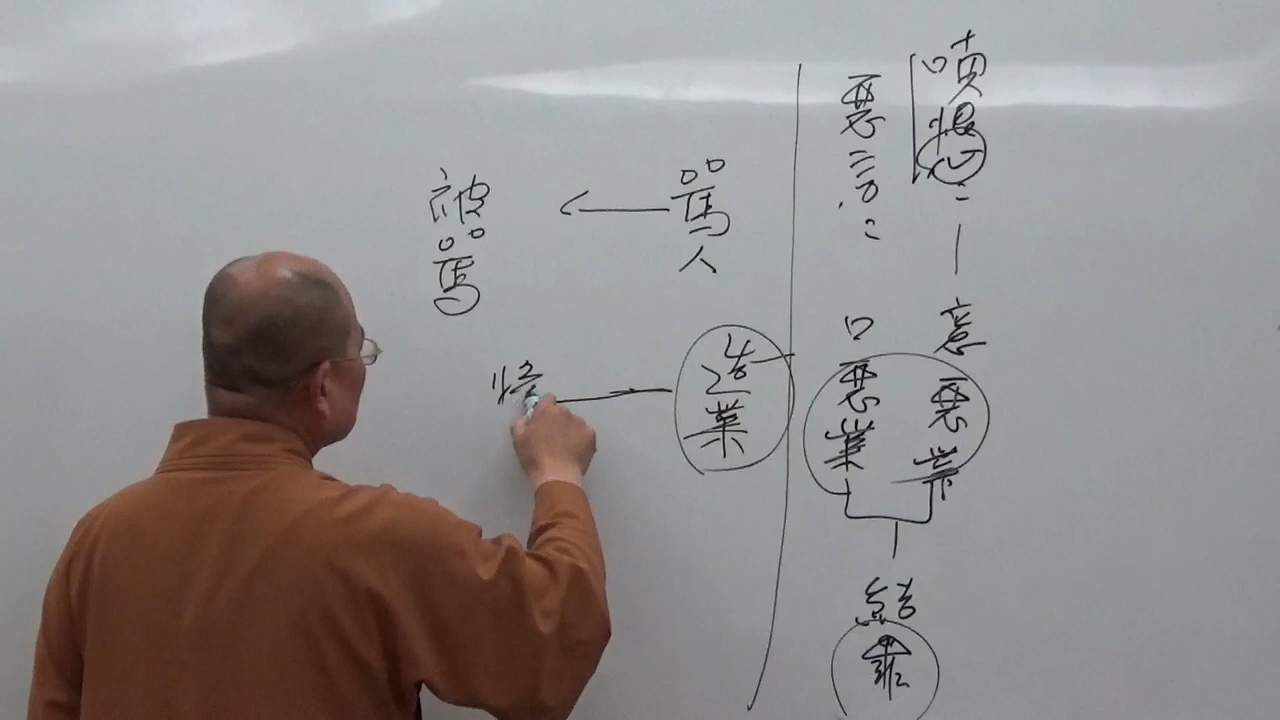 嗔恨心：意惡業
惡言：口惡業
結罪
罵人
造業
被罵